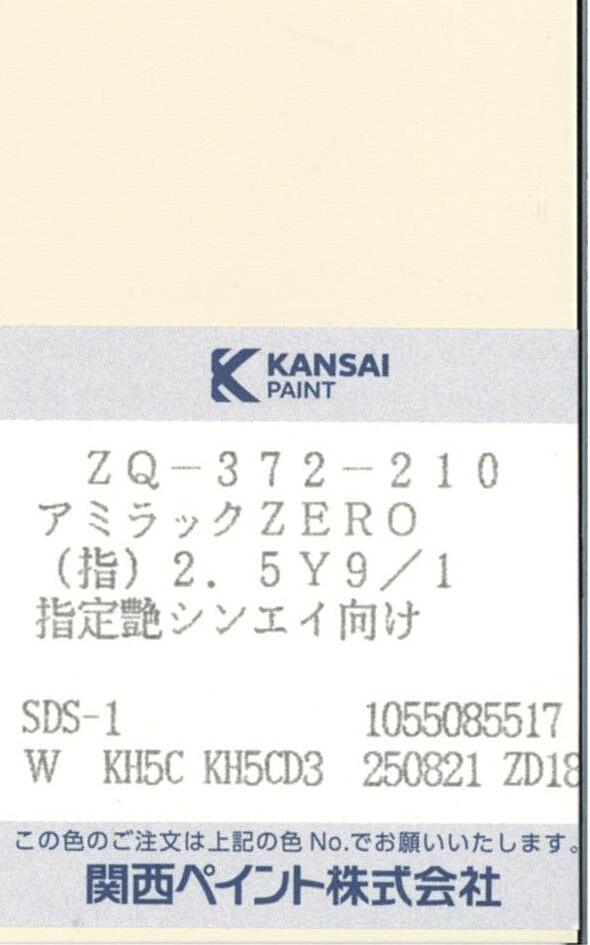 KANSAI
PAINT
ZQ-372-210
アミラックZERO
(指)2.5Y9/1
指定艶シンエイ向け
SDS-1 1055085517
W KH5C KH5CD3 250821 ZD18
この色のご注文は上記の色No.でお願いいたします。
関西ペイント株式会社